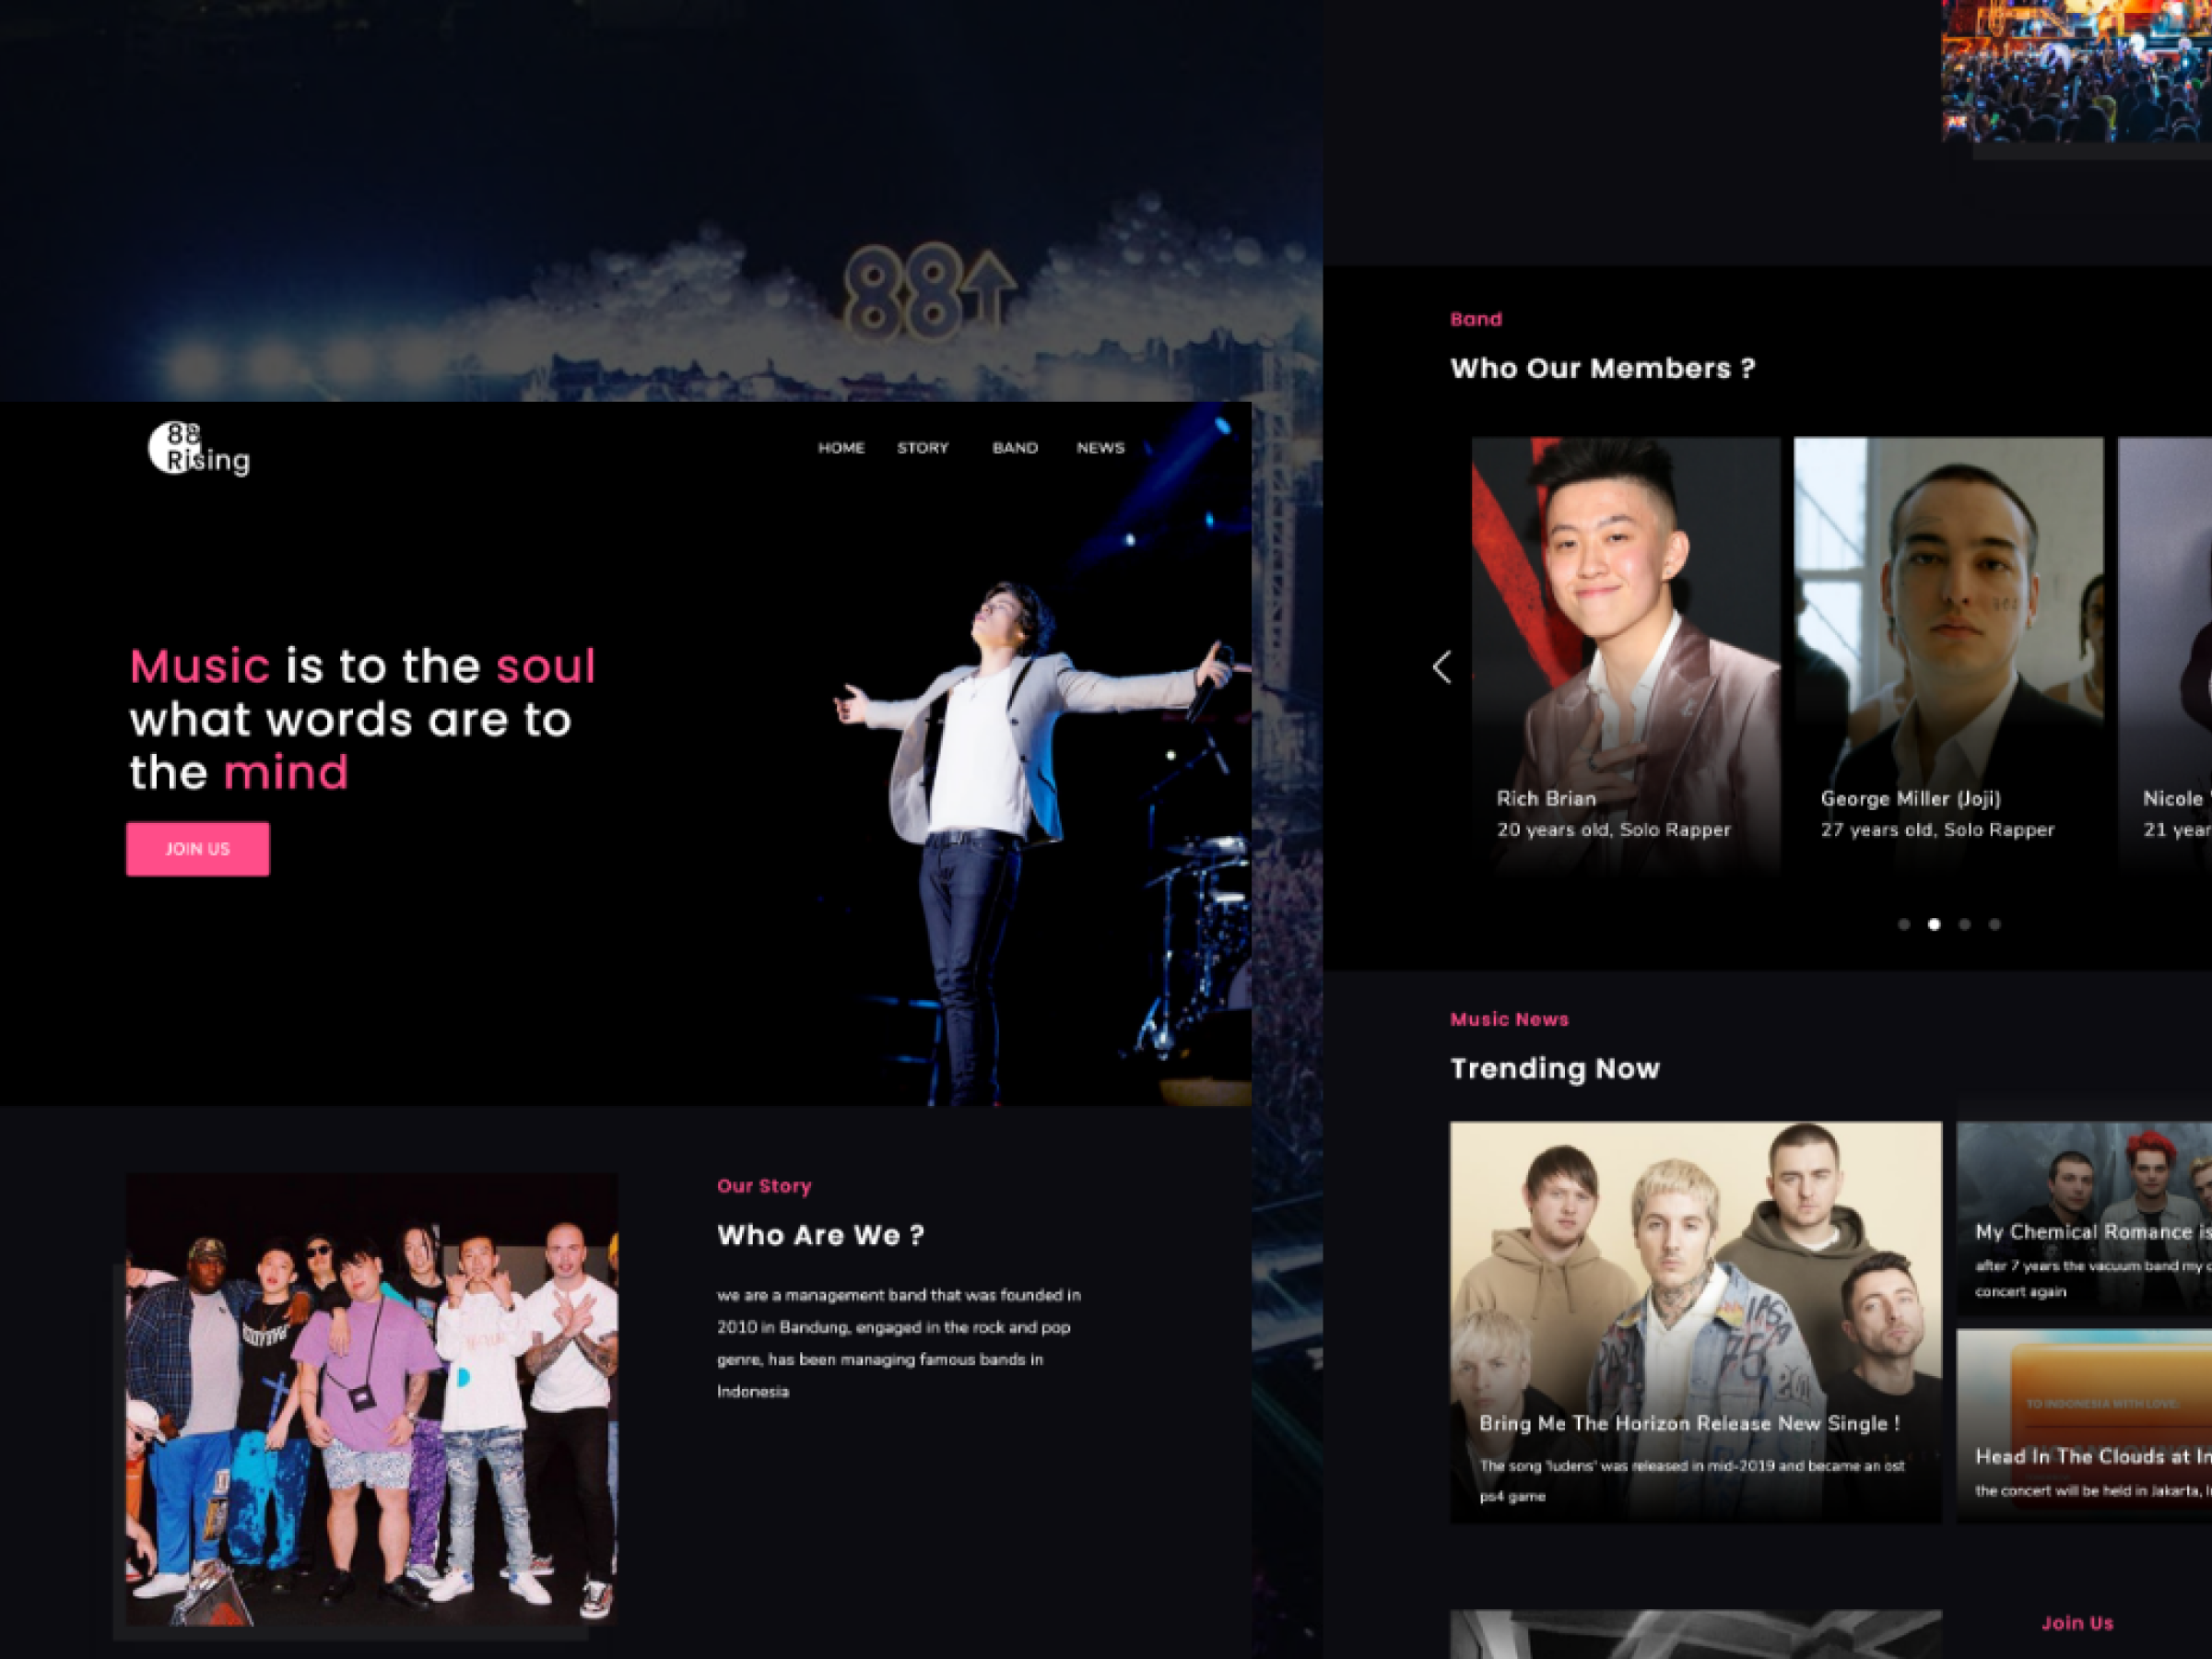 88↑
88
Rising
HOME STORY BAND NEWS
Music is to the soul
what words are to
the mind
JOIN US
Our Story
Who Are We ?
we are a management band that was founded in
2010 in Bandung, engaged in the rock and pop
genre, has been managing famous bands in
Indonesia
Band
Who Our Members ?
Rich Brian
20 years old, Solo Rapper
George Miller (Joji)
27 years old, Solo Rapper
Nicole
21 year
Music News
Trending Now
Bring Me The Horizon Release New Single !
The song 'ludens' was released in mid-2019 and became an ost
ps4 game
My Chemical Romance is
after 7 years the vacuum band my
concert again
TO INDONESIA WITH LOVE:
Head In The Clouds at In
the concert will be held in Jakarta,
Join Us